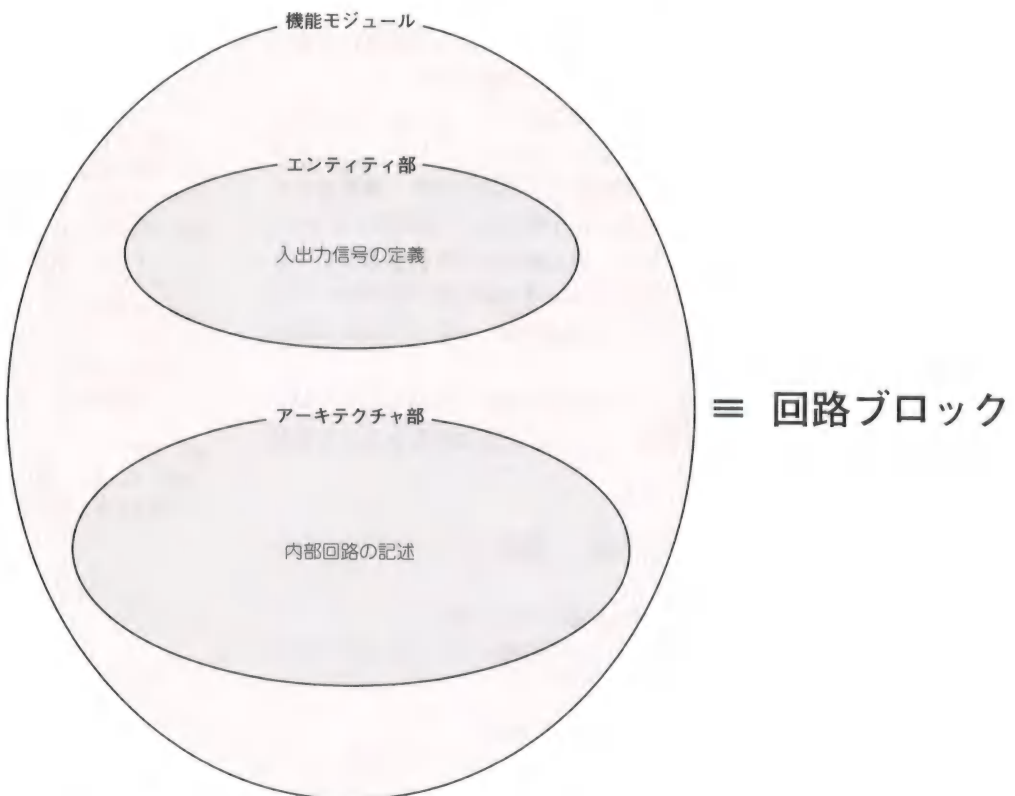 機能モジュール
エンティティ部
入出力信号の定義
アーキテクチャ部
≡ 回路ブロック
内部回路の記述